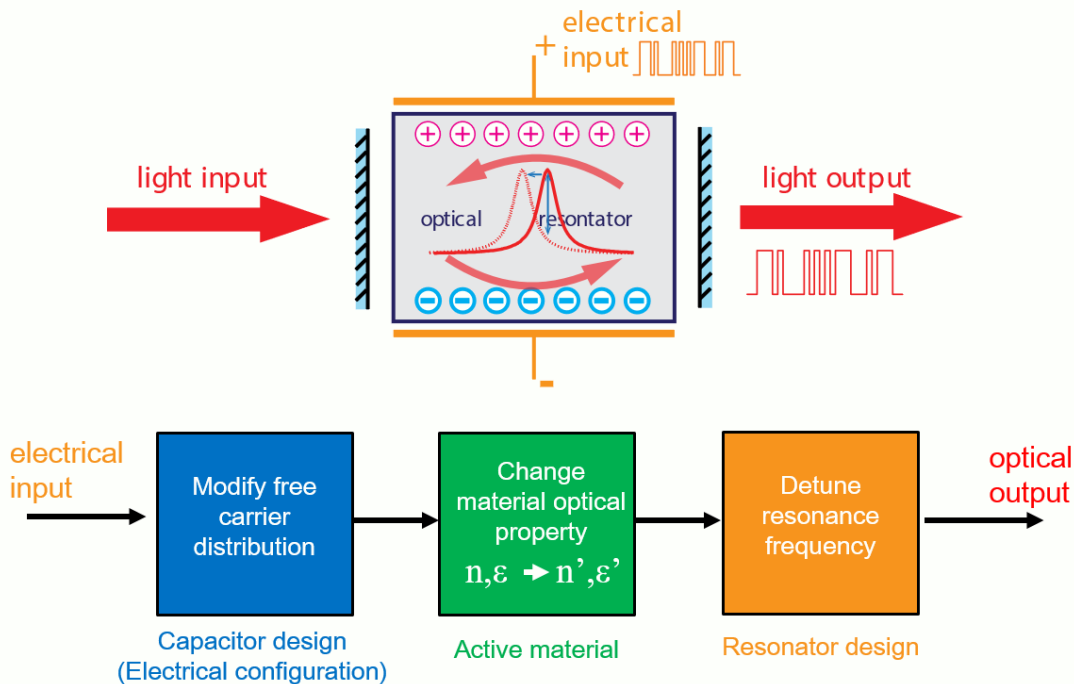 electrical
+ input
+ + + + + + +
light input
light output
optical resontator
- - - - - - -
-
electrical
input
Modify free
carrier
distribution
Change
material optical
property
n,ε → n’,ε’
Detune
resonance
frequency
optical
output
Capacitor design
(Electrical configuration)
Active material
Resonator design